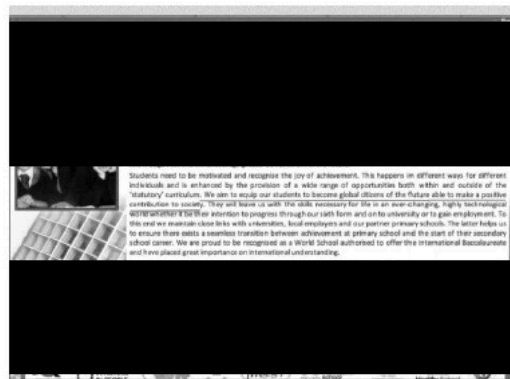 Students need to be motivated and recognise the joy of achievement. This happens in different ways for different
individuals and is enhanced by the provision of a wide range of opportunities both within and outside of the
'statutory' curriculum. We aim to equip our students to become global citizens of the future able to make a positive
contribution to society. They will leave us with the skills necessary for life in an ever-changing, highly technological
world whether it be their intention to progress through our sixth form and on to university or to gain employment. To
this end we maintain close links with universities, local employers and our partner primary schools. The latter helps us
to ensure there exists a seamless transition between achievement at primary school and the start of their secondary
school career. We are proud to be recognised as a World School authorised to offer the International Baccalaureate
and have placed great importance on international understanding.